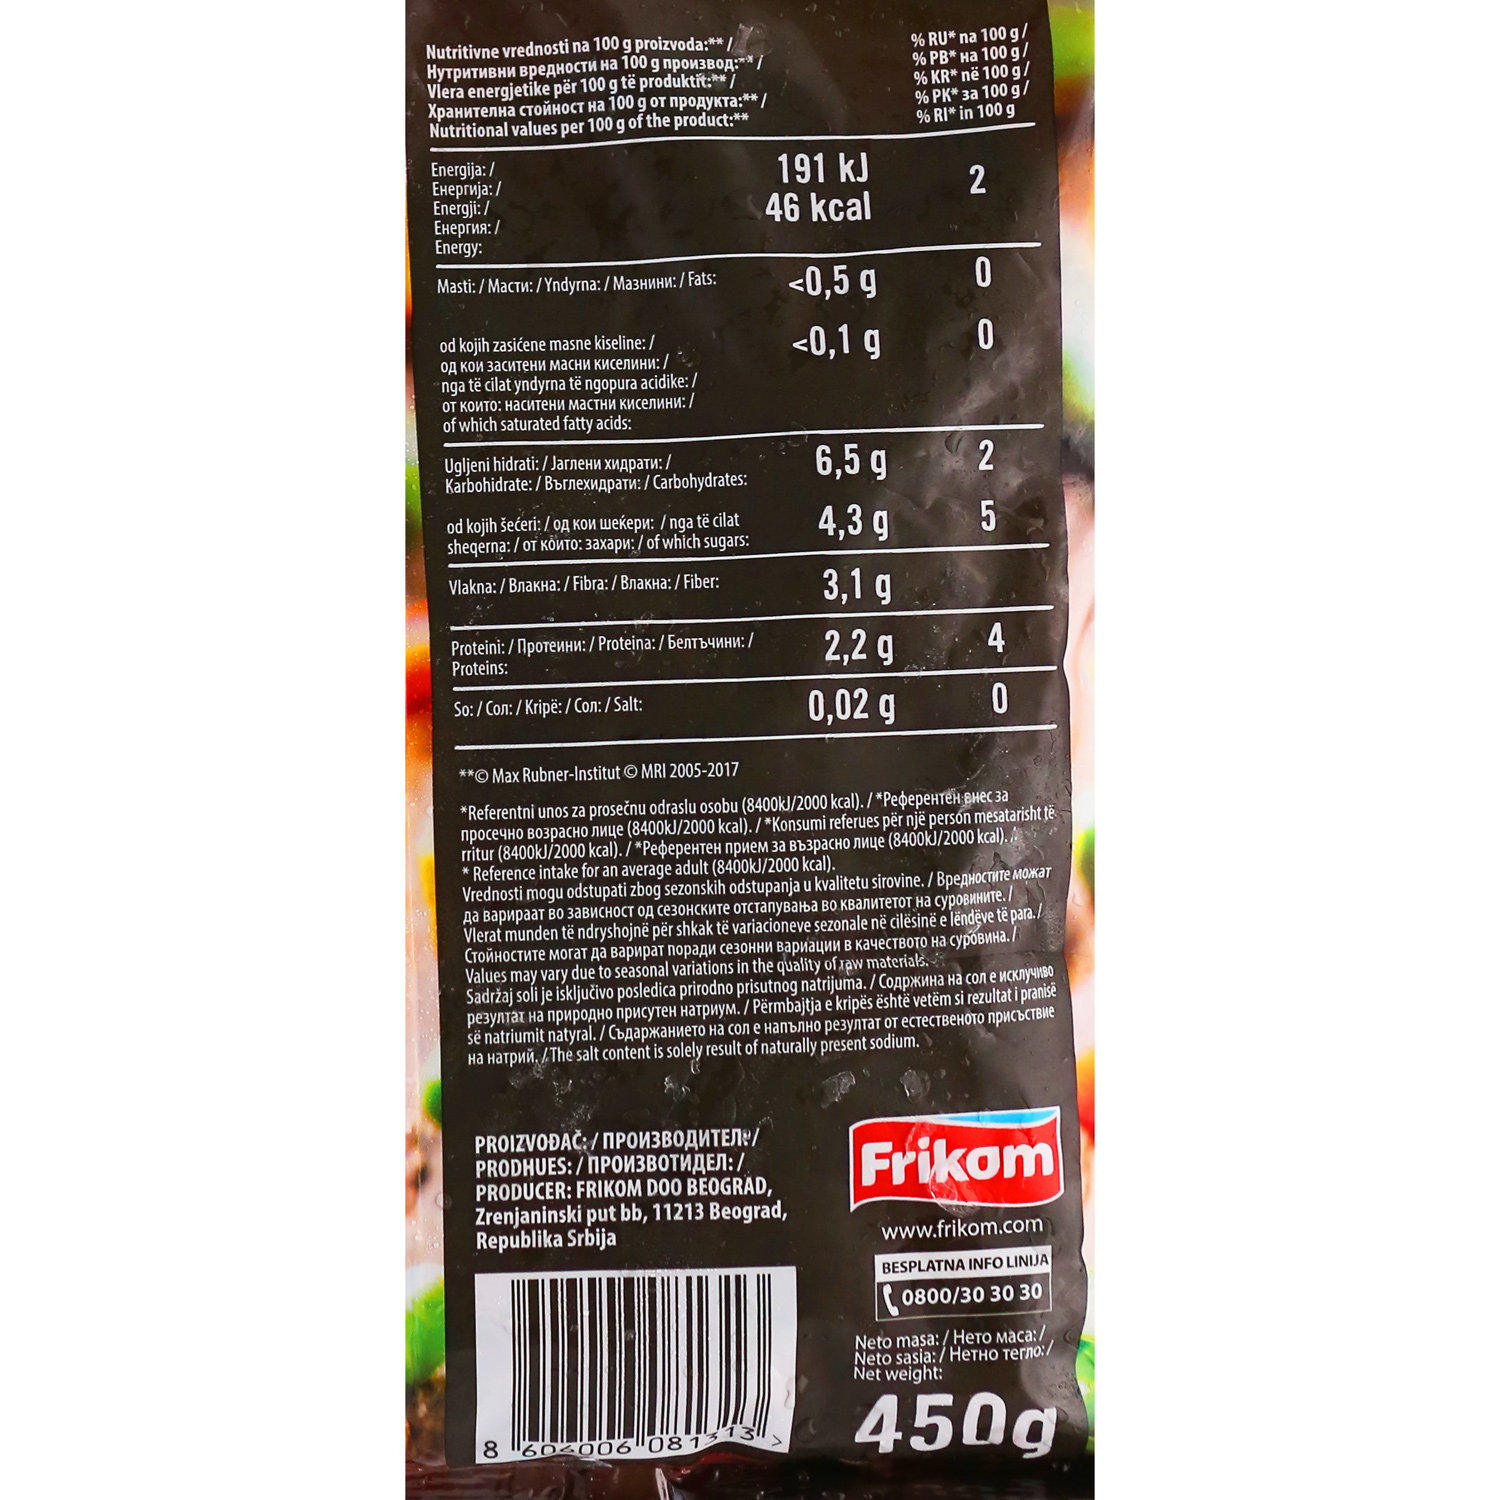 Nutritivne vrednosti na 100 g proizvoda:** /
Нутритивни вредности на 100 g производ:** /
Vlera energjetike për 100 g të produktit:** /
Хранителна стойност на 100 g от продукта:** /
Nutritional values per 100 g of the product:**
% RU* na 100 g /
% РВ* на 100 g /
% KR* në 100 g /
% РК* за 100 g /
% RI* in 100 g
Energija: /
Енергија: /
Energji: /
Енергия: /
Energy:
191 kJ
46 kcal
2
Masti: / Масти: / Yndyrna: / Мазнини: / Fats:
<0,5 g
0
od kojih zasićene masne kiseline: /
од кои заситени масни киселини: /
nga të cilat yndyrna të ngopura acidike: /
от които: наситени мастни киселини: /
of which saturated fatty acids:
<0,1 g
0
Ugljeni hidrati: / Јаглени хидрати: /
Karbohidrate: / Въглехидрати: / Carbohydrates:
6,5 g
2
od kojih šećeri: / од кои шеќери: / nga të cilat
sheqerna: / от които: захари: / of which sugars:
4,3 g
5
Vlakna: / Влакна: / Fibra: / Влакна: / Fiber:
3,1 g
Proteini: / Протеини: / Proteina: / Белтъчини: /
Proteins:
2,2 g
4
So: / Сол: / Kripë: / Сол: / Salt:
0,02 g
0
**© Max Rubner-Institut © MRI 2005-2017
*Referentni unos za prosečnu odraslu osobu (8400kJ/2000 kcal). / *Референтен внес за
просечно возрасно лице (8400kJ/2000 kcal). / *Konsumi referues për një person mesatarisht të
rritur (8400kJ/2000 kcal). / *Референтен прием за възрасно лице (8400kJ/2000 kcal). /
* Reference intake for an average adult (8400kJ/2000 kcal).
Vrednosti mogu odstupati zbog sezonskih odstupanja u kvalitetu sirovine. / Вредностите можат
да варираат во зависност од сезонските отстапувања во квалитетот на суровините. /
Vlerat munden të ndryshojnë për shkak të variacioneve sezonale në cilësinë e lëndëve të para. /
Стойностите могат да варират поради сезонни вариации в качеството на суровина. /
Values may vary due to seasonal variations in the quality of raw materials.
Sadržaj soli je isključivo posledica prirodno prisutnog natrijuma. / Содржина на сол е исклучиво
резултат на природно присутен натриум. / Përmbajtja e kripës është vetëm si rezultat i pranisë
së natriumit natyral. / Съдаржанието на сол е напълно резултат от естественото присъствие
на натрий. / The salt content is solely result of naturally present sodium.
PROIZVOĐAČ: / ПРОИЗВОДИТЕЛ: /
PRODHUES: / ПРОИЗВОТИДЕЛ: /
PRODUCER: FRIKOM DOO BEOGRAD,
Zrenjaninski put bb, 11213 Beograd,
Republika Srbija
Frikom
www.frikom.com
BESPLATNA INFO LINIJA
0800/30 30 30
Neto masa: / Нето маса: /
Neto sasia: / Нетно тегло: /
Net weight:
450g
8 604006 081313 >